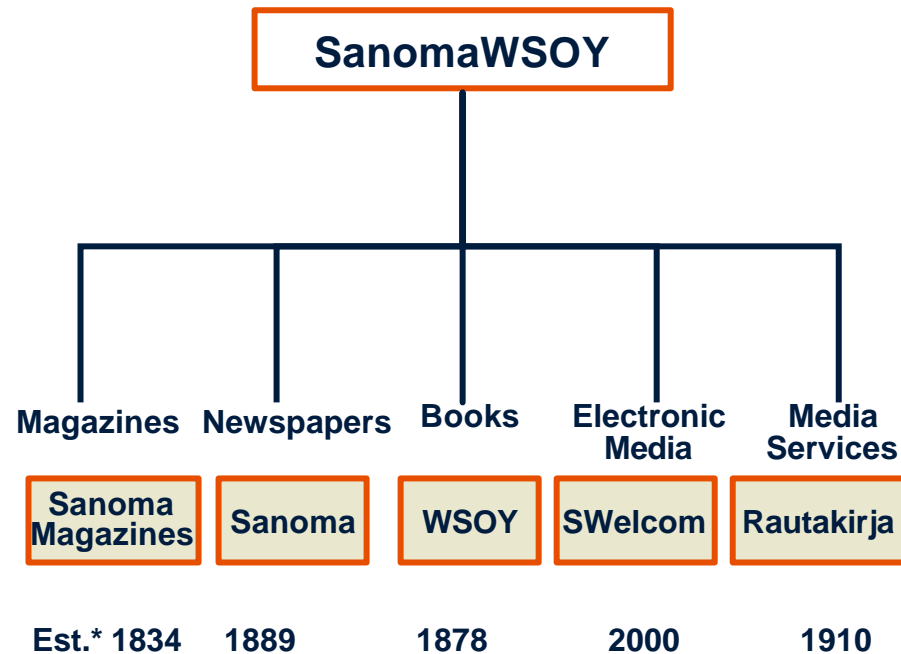 SanomaWSOY
Magazines Newspapers Books Electronic Media Media Services
Sanoma Magazines Sanoma WSOY SWelcom Rautakirja
Est.* 1834 1889 1878 2000 1910